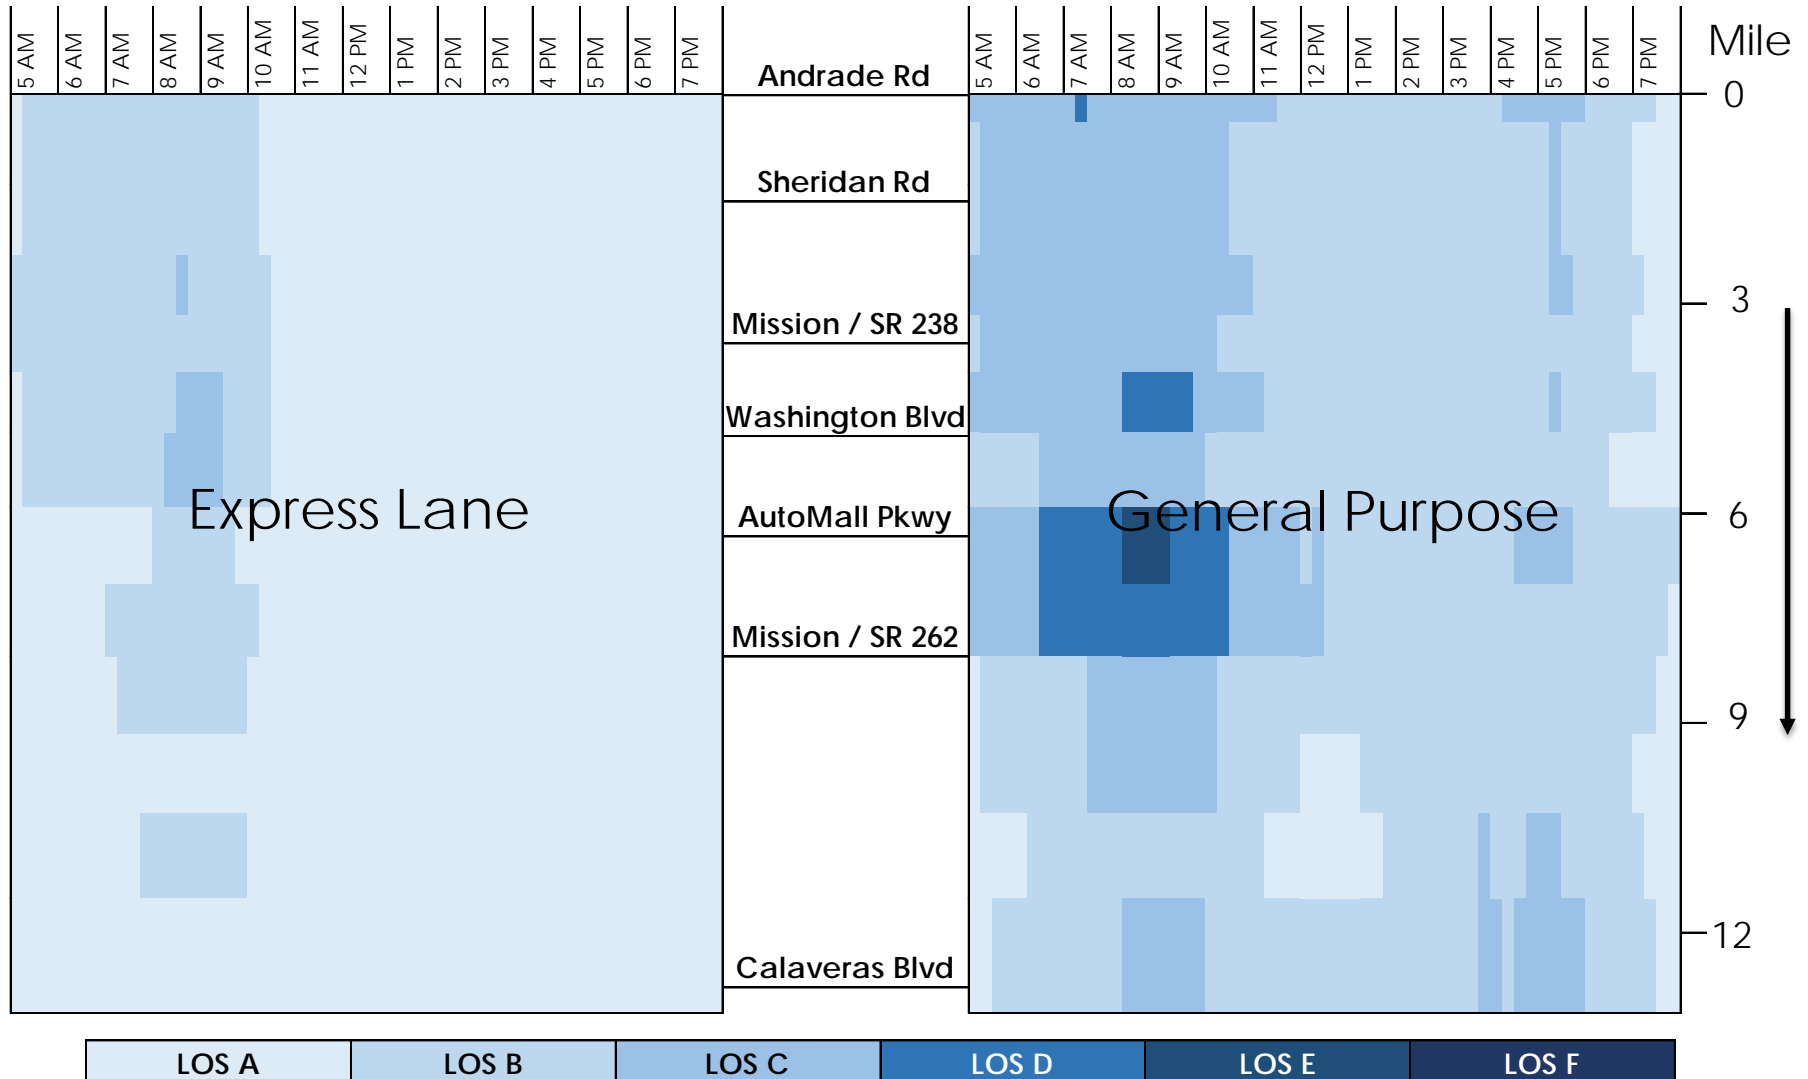 5 AM
6 AM
7 AM
8 AM
9 AM
10 AM
11 AM
12 PM
1 PM
2 PM
3 PM
4 PM
5 PM
6 PM
7 PM
Andrade Rd
Sheridan Rd
Mission / SR 238
Washington Blvd
AutoMall Pkwy
Mission / SR 262
Calaveras Blvd
5 AM
6 AM
7 AM
8 AM
9 AM
10 AM
11 AM
12 PM
1 PM
2 PM
3 PM
4 PM
5 PM
6 PM
7 PM
Mile
0
3
6
9
12
Express Lane
General Purpose
LOS A
LOS B
LOS C
LOS D
LOS E
LOS F